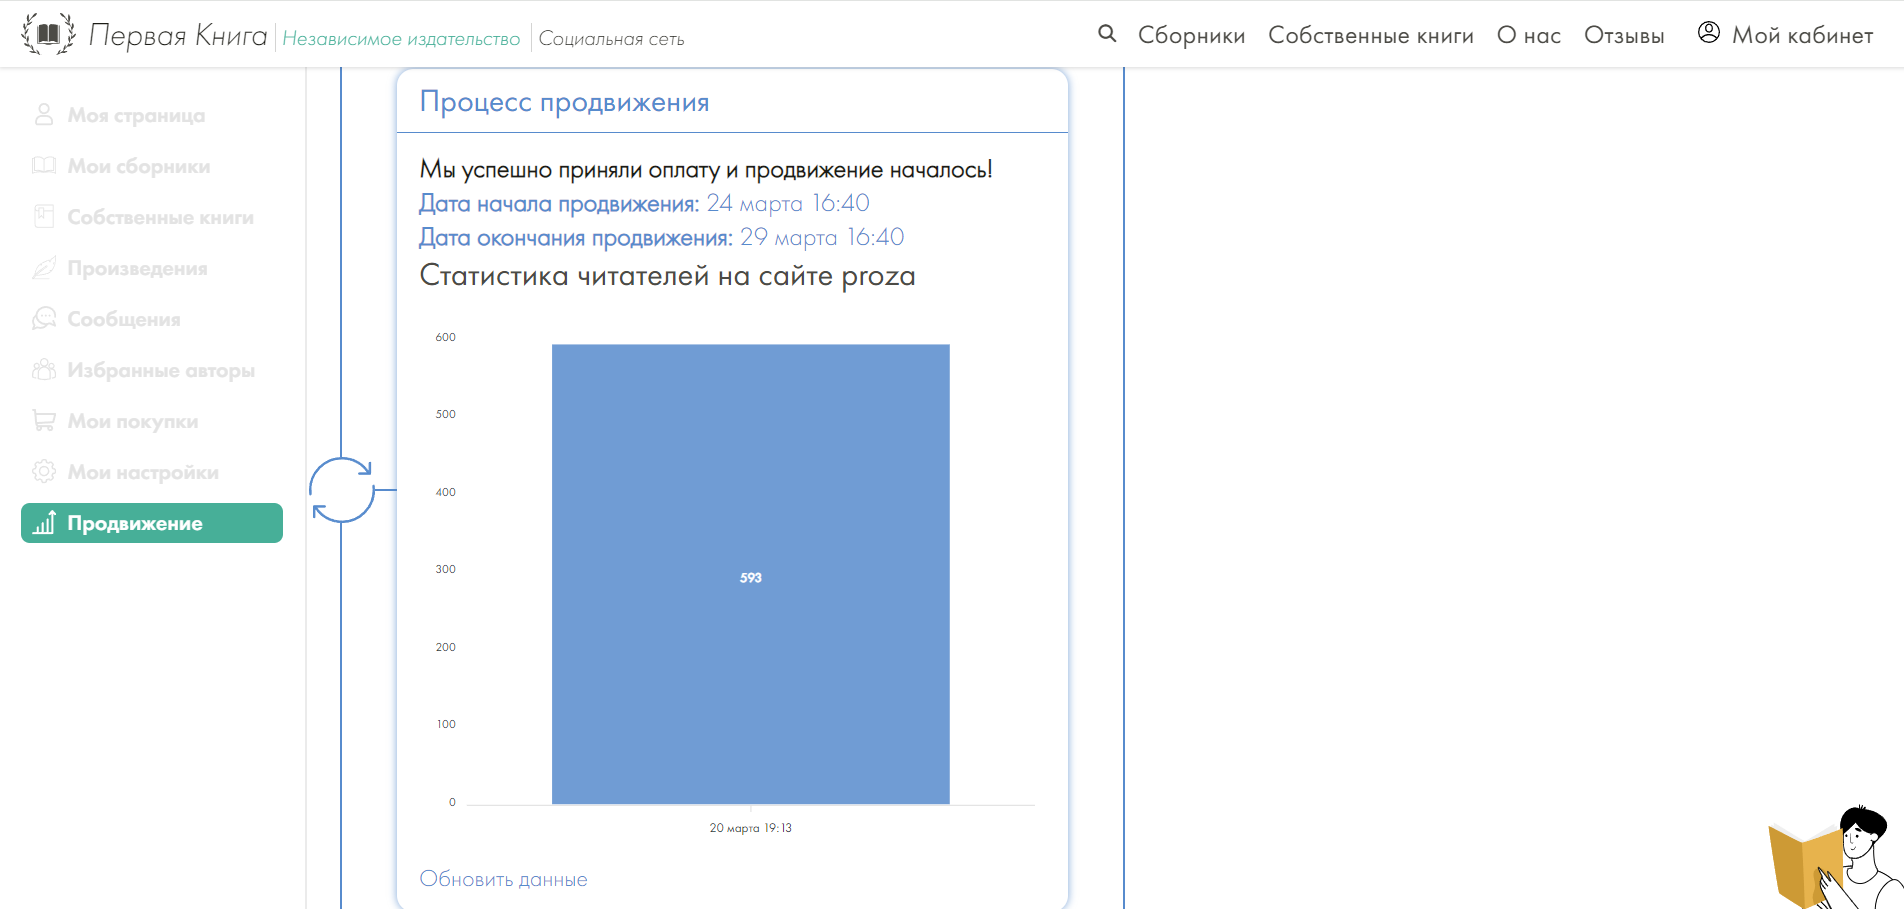 Первая Книга
Независимое издательство
Социальная сеть
Сборники
Собственные книги
О нас
Отзывы
Мой кабинет
Моя страница
Мои сборники
Собственные книги
Произведения
Сообщения
Избранные авторы
Мои покупки
Мои настройки
Продвижение
Процесс продвижения
Мы успешно приняли оплату и продвижение началось!
Дата начала продвижения: 24 марта 16:40
Дата окончания продвижения: 29 марта 16:40
Статистика читателей на сайте proza
600
500
400
300
200
100
0
593
20 марта 19:13
Обновить данные